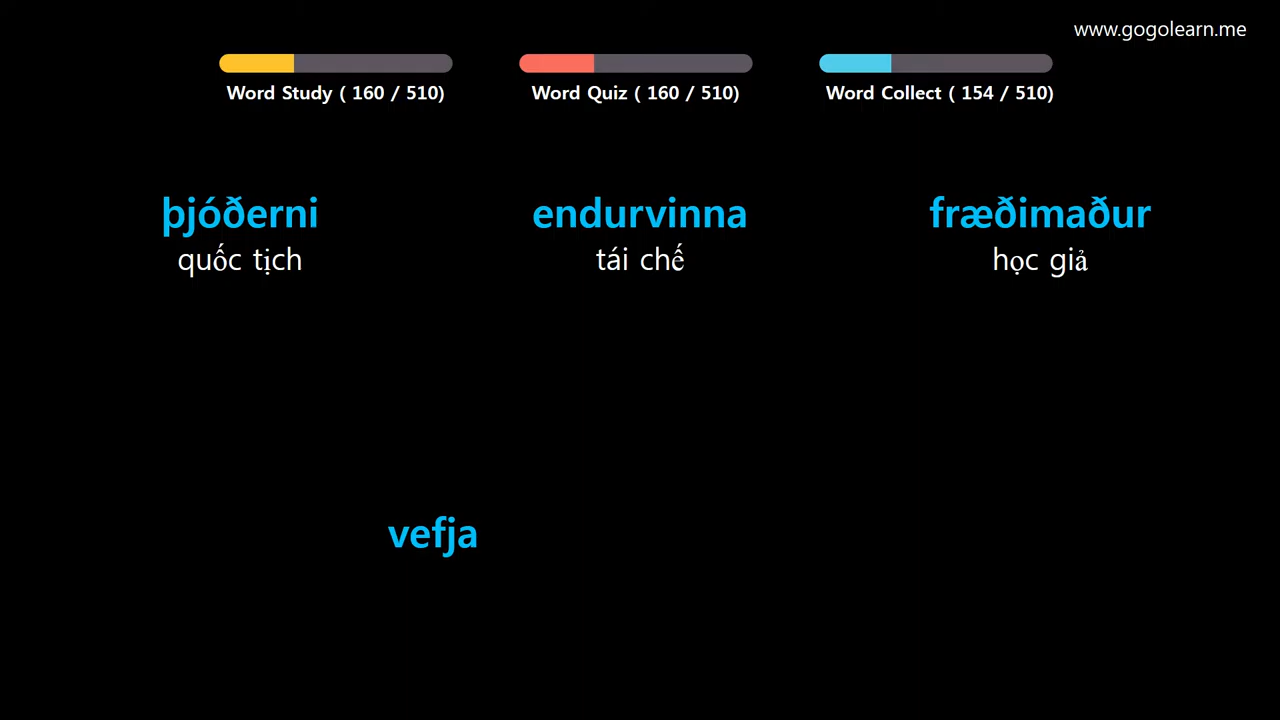 www.gogolearn.me
Word Study ( 160 / 510)
Word Quiz ( 160 / 510)
Word Collect ( 154 / 510)
þjóðerni
quốc tịch
endurvinna
tái chế
fræðimaður
học giả
vefja